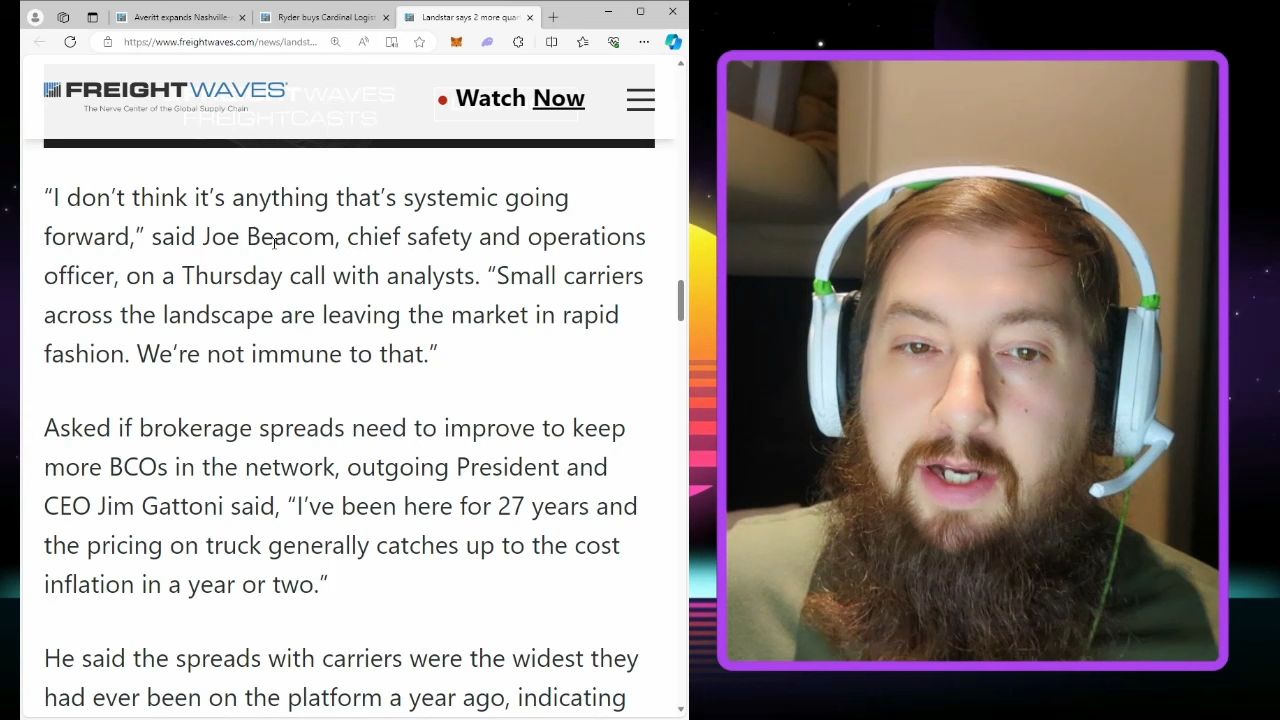 Averitt expands Nashville-
Ryder buys Cardinal Logist
Landstar says 2 more quar
https://www.freightwaves.com/news/landst...
FREIGHTWAVES
The Nerve Center of the Global Supply Chain
Watch Now
FREIGHTCASTS
“I don’t think it’s anything that’s systemic going
forward,” said Joe Beacom, chief safety and operations
officer, on a Thursday call with analysts. “Small carriers
across the landscape are leaving the market in rapid
fashion. We’re not immune to that.”
Asked if brokerage spreads need to improve to keep
more BCOs in the network, outgoing President and
CEO Jim Gattoni said, “I’ve been here for 27 years and
the pricing on truck generally catches up to the cost
inflation in a year or two.”
He said the spreads with carriers were the widest they
had ever been on the platform a year ago, indicating